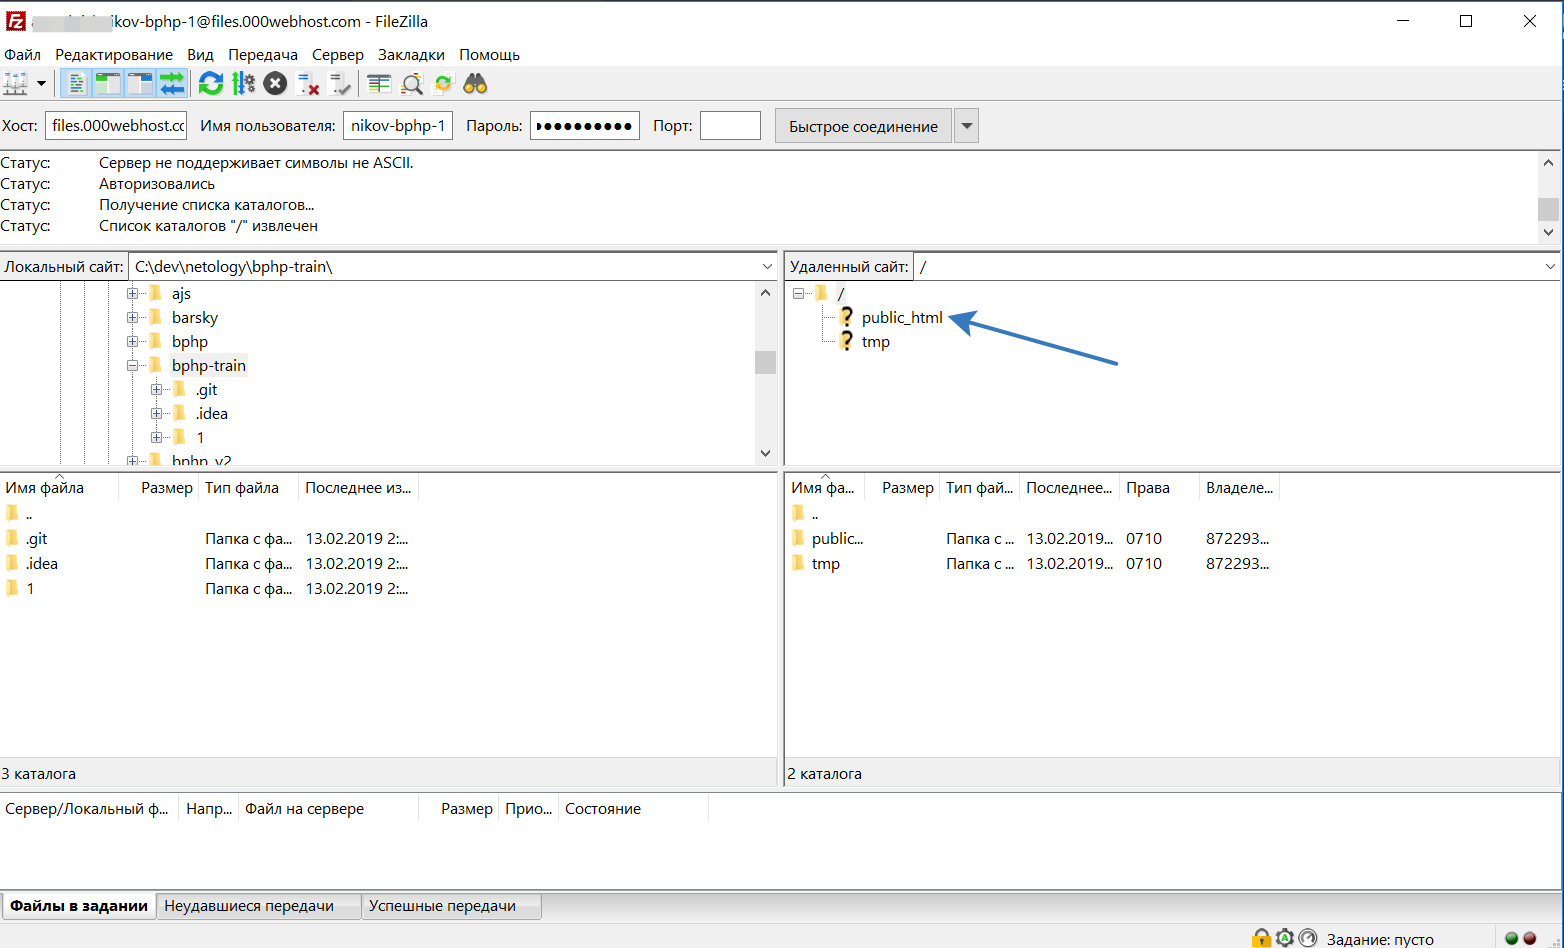 ikov-bphp-1@files.000webhost.com - FileZilla
Файл Редактирование Вид Передача Сервер Закладки Помощь
Хост: files.000webhost.cc Имя пользователя: nikov-bphp-1 Пароль: ●●●●●●●●●● Порт: Быстрое соединение
Статус: Сервер не поддерживает символы не ASCII.
Статус: Авторизовались
Статус: Получение списка каталогов...
Статус: Список каталогов "/" извлечен
Локальный сайт: C:\dev\netology\bphp-train\
ajs
barsky
bphp
bphp-train
.git
.idea
1
bphp_v2
Удаленный сайт: /
/
public_html
tmp
Имя файла Размер Тип файла Последнее из...
..
.git Папка с фа... 13.02.2019 2:...
.idea Папка с фа... 13.02.2019 2:...
1 Папка с фа... 13.02.2019 2:...
3 каталога
Имя фа... Размер Тип фай... Последнее... Права Владеле...
..
public... Папка с ... 13.02.2019... 0710 872293...
tmp Папка с ... 13.02.2019... 0710 872293...
2 каталога
Сервер/Локальный ф... Напр... Файл на сервере Размер Прио... Состояние
Файлы в задании Неудавшиеся передачи Успешные передачи
Задание: пусто